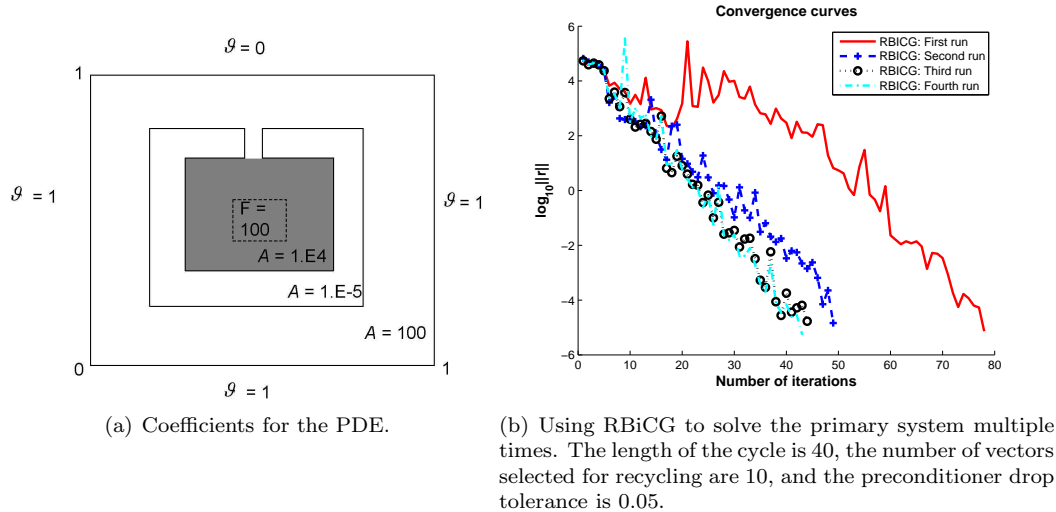 ϑ = 0
1
ϑ = 1
ϑ = 1
F =
100
A = 1.E4
A = 1.E-5
A = 100
0
1
ϑ = 1
(a) Coefficients for the PDE.
Convergence curves
RBICG: First run
RBICG: Second run
RBICG: Third run
RBICG: Fourth run
log10||r||
6
4
2
0
−2
−4
−6
0 10 20 30 40 50 60 70 80
Number of iterations
(b) Using RBiCG to solve the primary system multiple
times. The length of the cycle is 40, the number of vectors
selected for recycling are 10, and the preconditioner drop
tolerance is 0.05.